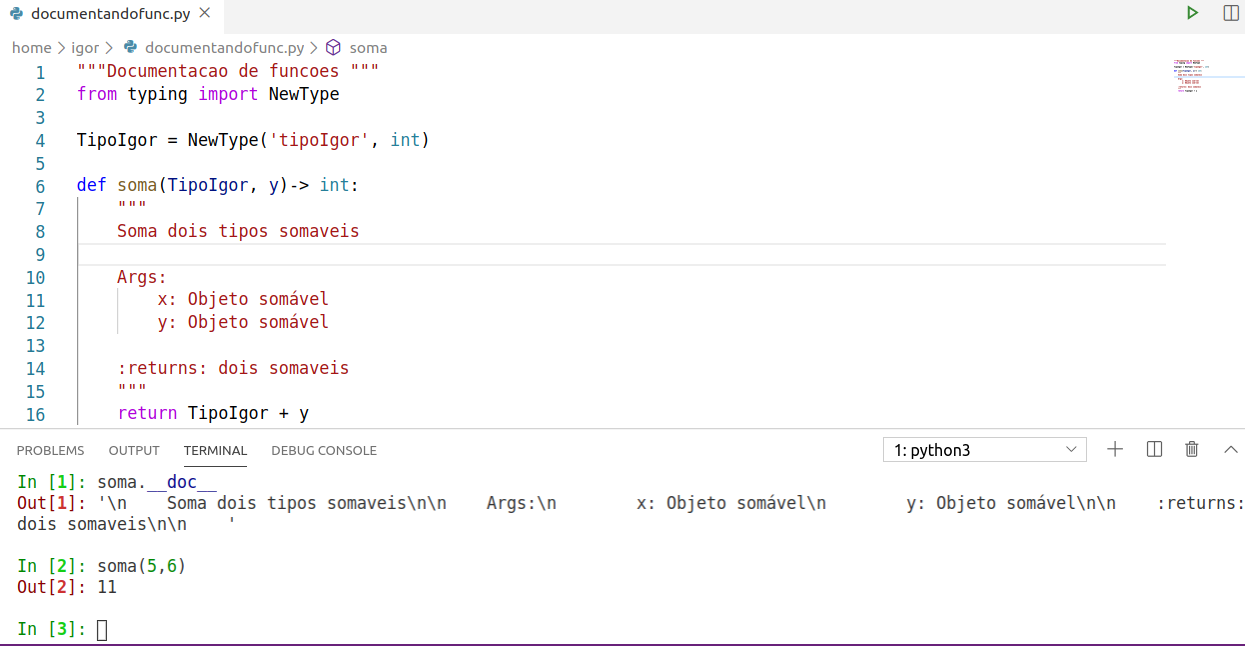 documentandofunc.py
home > igor > documentandofunc.py > soma
1 """Documentacao de funcoes """
2 from typing import NewType
3
4 TipoIgor = NewType('tipoIgor', int)
5
6 def soma(TipoIgor, y)-> int:
7 """
8 Soma dois tipos somaveis
9
10 Args:
11 x: Objeto somável
12 y: Objeto somável
13
14 :returns: dois somaveis
15 """
16 return TipoIgor + y
PROBLEMS OUTPUT TERMINAL DEBUG CONSOLE 1: python3
In [1]: soma.__doc__
Out[1]: '\n    Soma dois tipos somaveis\n\n    Args:\n        x: Objeto somável\n        y: Objeto somável\n\n    :returns:
dois somaveis\n\n    '
In [2]: soma(5,6)
Out[2]: 11
In [3]: